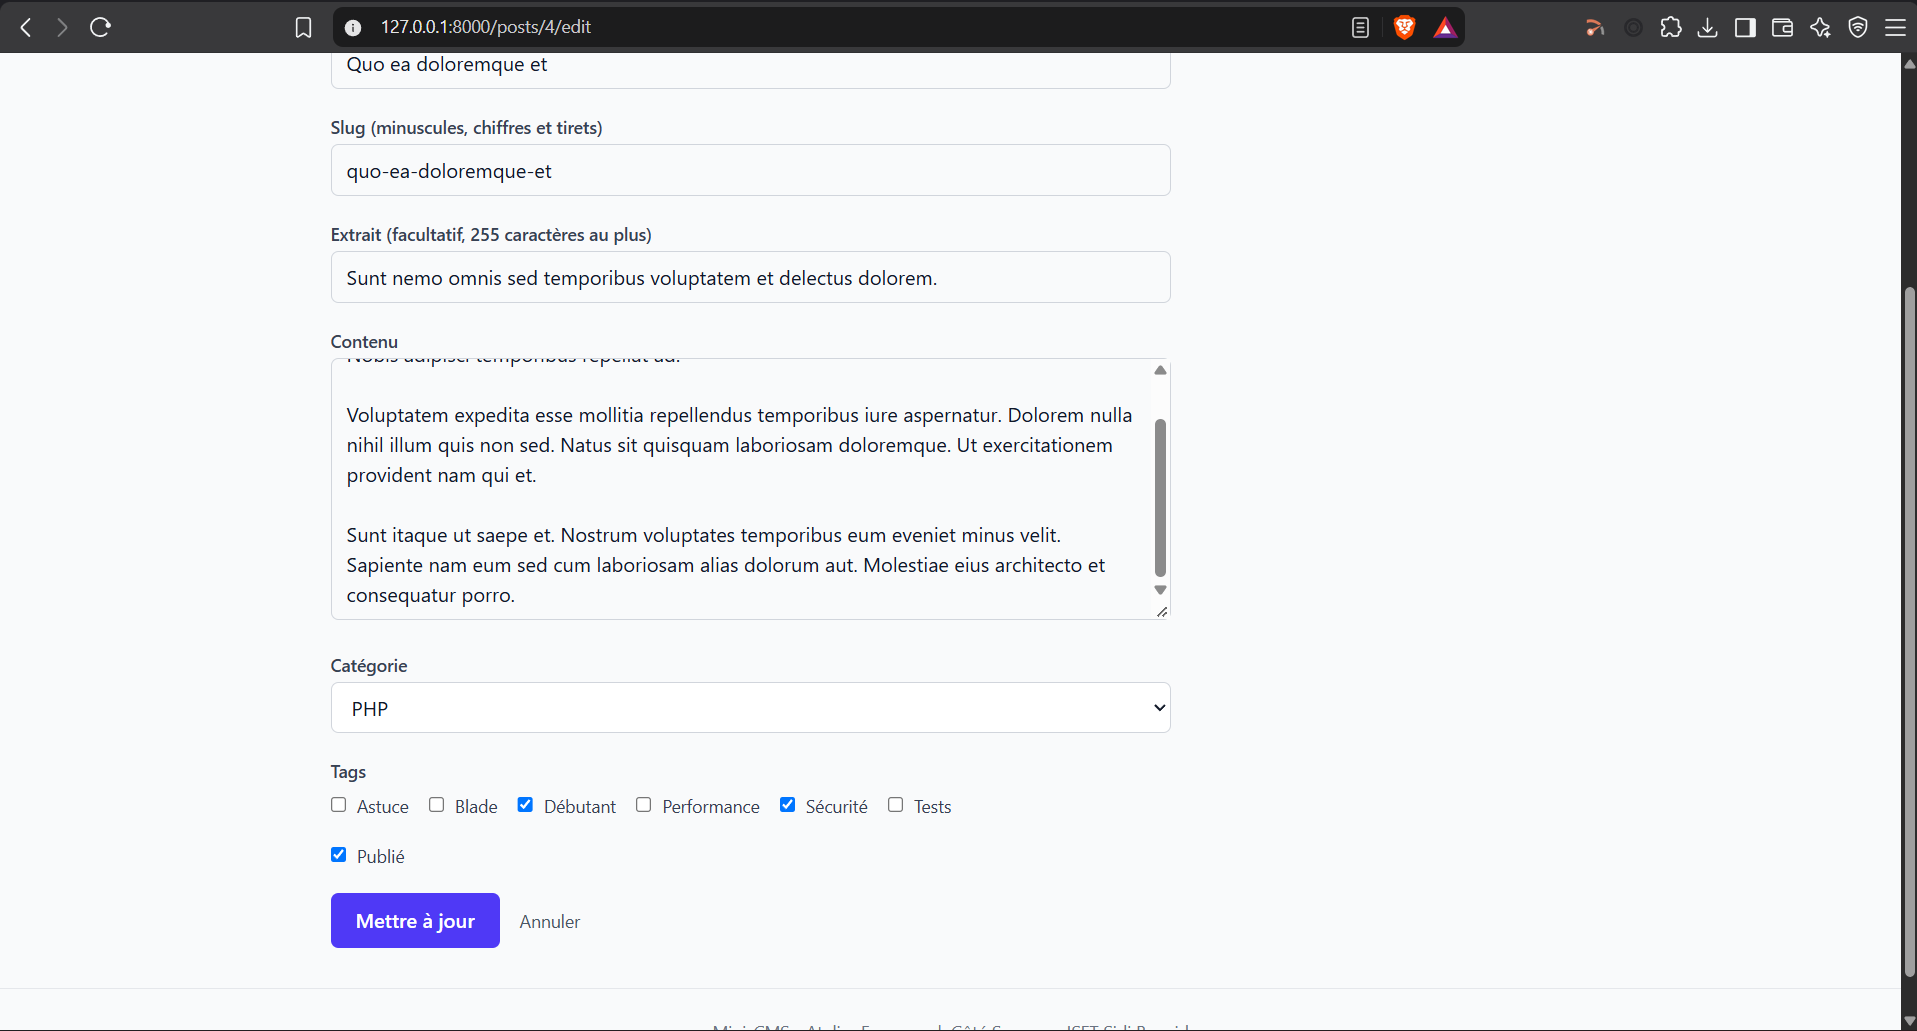 127.0.0.1:8000/posts/4/edit
Quo ea doloremque et
Slug (minuscules, chiffres et tirets)
quo-ea-doloremque-et
Extrait (facultatif, 255 caractères au plus)
Sunt nemo omnis sed temporibus voluptatem et delectus dolorem.
Contenu
Nobis adipisci temporibus repellat ad.
Voluptatem expedita esse mollitia repellendus temporibus iure aspernatur. Dolorem nulla
nihil illum quis non sed. Natus sit quisquam laboriosam doloremque. Ut exercitationem
provident nam qui et.
Sunt itaque ut saepe et. Nostrum voluptates temporibus eum eveniet minus velit.
Sapiente nam eum sed cum laboriosam alias dolorum aut. Molestiae eius architecto et
consequatur porro.
Catégorie
PHP
Tags
Astuce Blade Débutant Performance Sécurité Tests
Publié
Mettre à jour Annuler